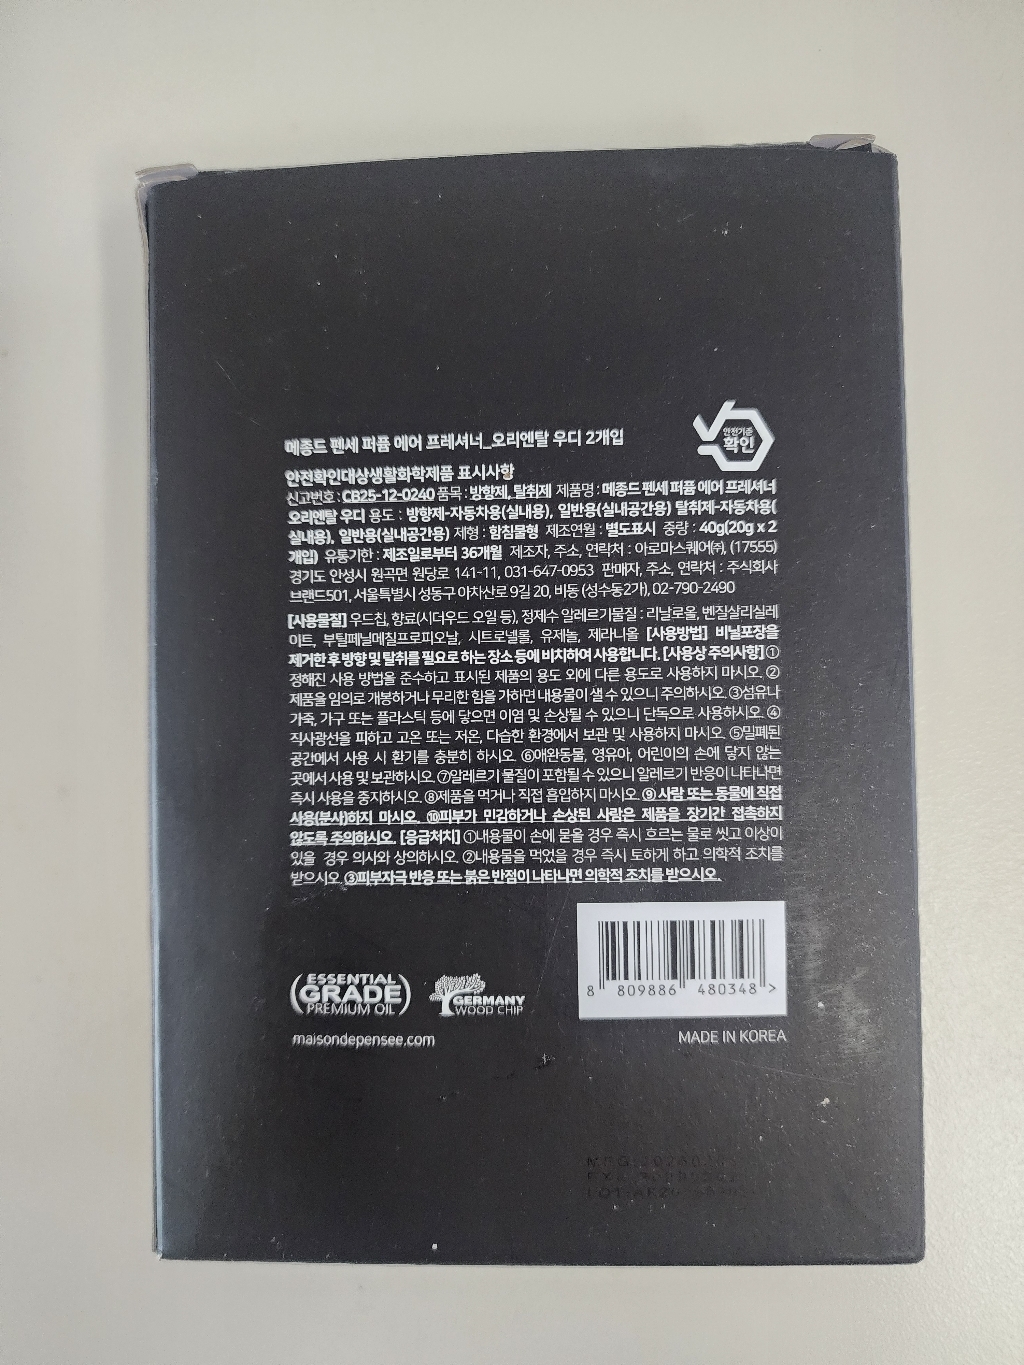 메종드 펜세 퍼퓸 에어 프레셔너_오리엔탈 우디 2개입
안전기준
확인
안전확인대상생활화학제품 표시사항
신고번호 : CB25-12-0240 품목 : 방향제, 탈취제 제품명 : 메종드 펜세 퍼퓸 에어 프레셔너
오리엔탈 우디 용도 : 방향제-자동차용(실내용), 일반용(실내공간용) 탈취제-자동차용(
실내용), 일반용(실내공간용) 제형 : 함침물형 제조연월 : 별도표시 중량 : 40g(20g x 2
개입) 유통기한 : 제조일로부터 36개월 제조자, 주소, 연락처 : 아로마스퀘어㈜, (17555)
경기도 안성시 원곡면 원당로 141-11, 031-647-0953 판매자, 주소, 연락처 : 주식회사
브랜드501, 서울특별시 성동구 아차산로 9길 20, 비동 (성수동2가), 02-790-2490
[사용물질] 우드칩, 향료(시더우드 오일 등), 정제수 알레르기물질 : 리날로올, 벤질살리실레
이트, 부틸페닐메칠프로피오날, 시트로넬롤, 유제놀, 제라니올 [사용방법] 비닐포장을
제거한 후 방향 및 탈취를 필요로 하는 장소 등에 비치하여 사용합니다. [사용상 주의사항] ①
정해진 사용 방법을 준수하고 표시된 제품의 용도 외에 다른 용도로 사용하지 마시오. ②
제품을 임의로 개봉하거나 무리한 힘을 가하면 내용물이 샐 수 있으니 주의하시오. ③섬유나
가죽, 가구 또는 플라스틱 등에 닿으면 이염 및 손상될 수 있으니 단독으로 사용하시오. ④
직사광선을 피하고 고온 또는 저온, 다습한 환경에서 보관 및 사용하지 마시오. ⑤밀폐된
공간에서 사용 시 환기를 충분히 하시오. ⑥애완동물, 영유아, 어린이의 손에 닿지 않는
곳에서 사용 및 보관하시오. ⑦알레르기 물질이 포함될 수 있으니 알레르기 반응이 나타나면
즉시 사용을 중지하시오. ⑧제품을 먹거나 직접 흡입하지 마시오. ⑨ 사람 또는 동물에 직접
사용(분사)하지 마시오. ⑩피부가 민감하거나 손상된 사람은 제품을 장기간 접촉하지
않도록 주의하시오. [응급처치] ①내용물이 손에 묻을 경우 즉시 흐르는 물로 씻고 이상이
있을 경우 의사와 상의하시오. ②내용물을 먹었을 경우 즉시 토하게 하고 의학적 조치를
받으시오. ③피부자극 반응 또는 붉은 반점이 나타나면 의학적 조치를 받으시오.
8 809886 480348 >
ESSENTIAL
GRADE
PREMIUM OIL
GERMANY
WOOD CHIP
maisondepensee.com
MADE IN KOREA
MFG
LOT